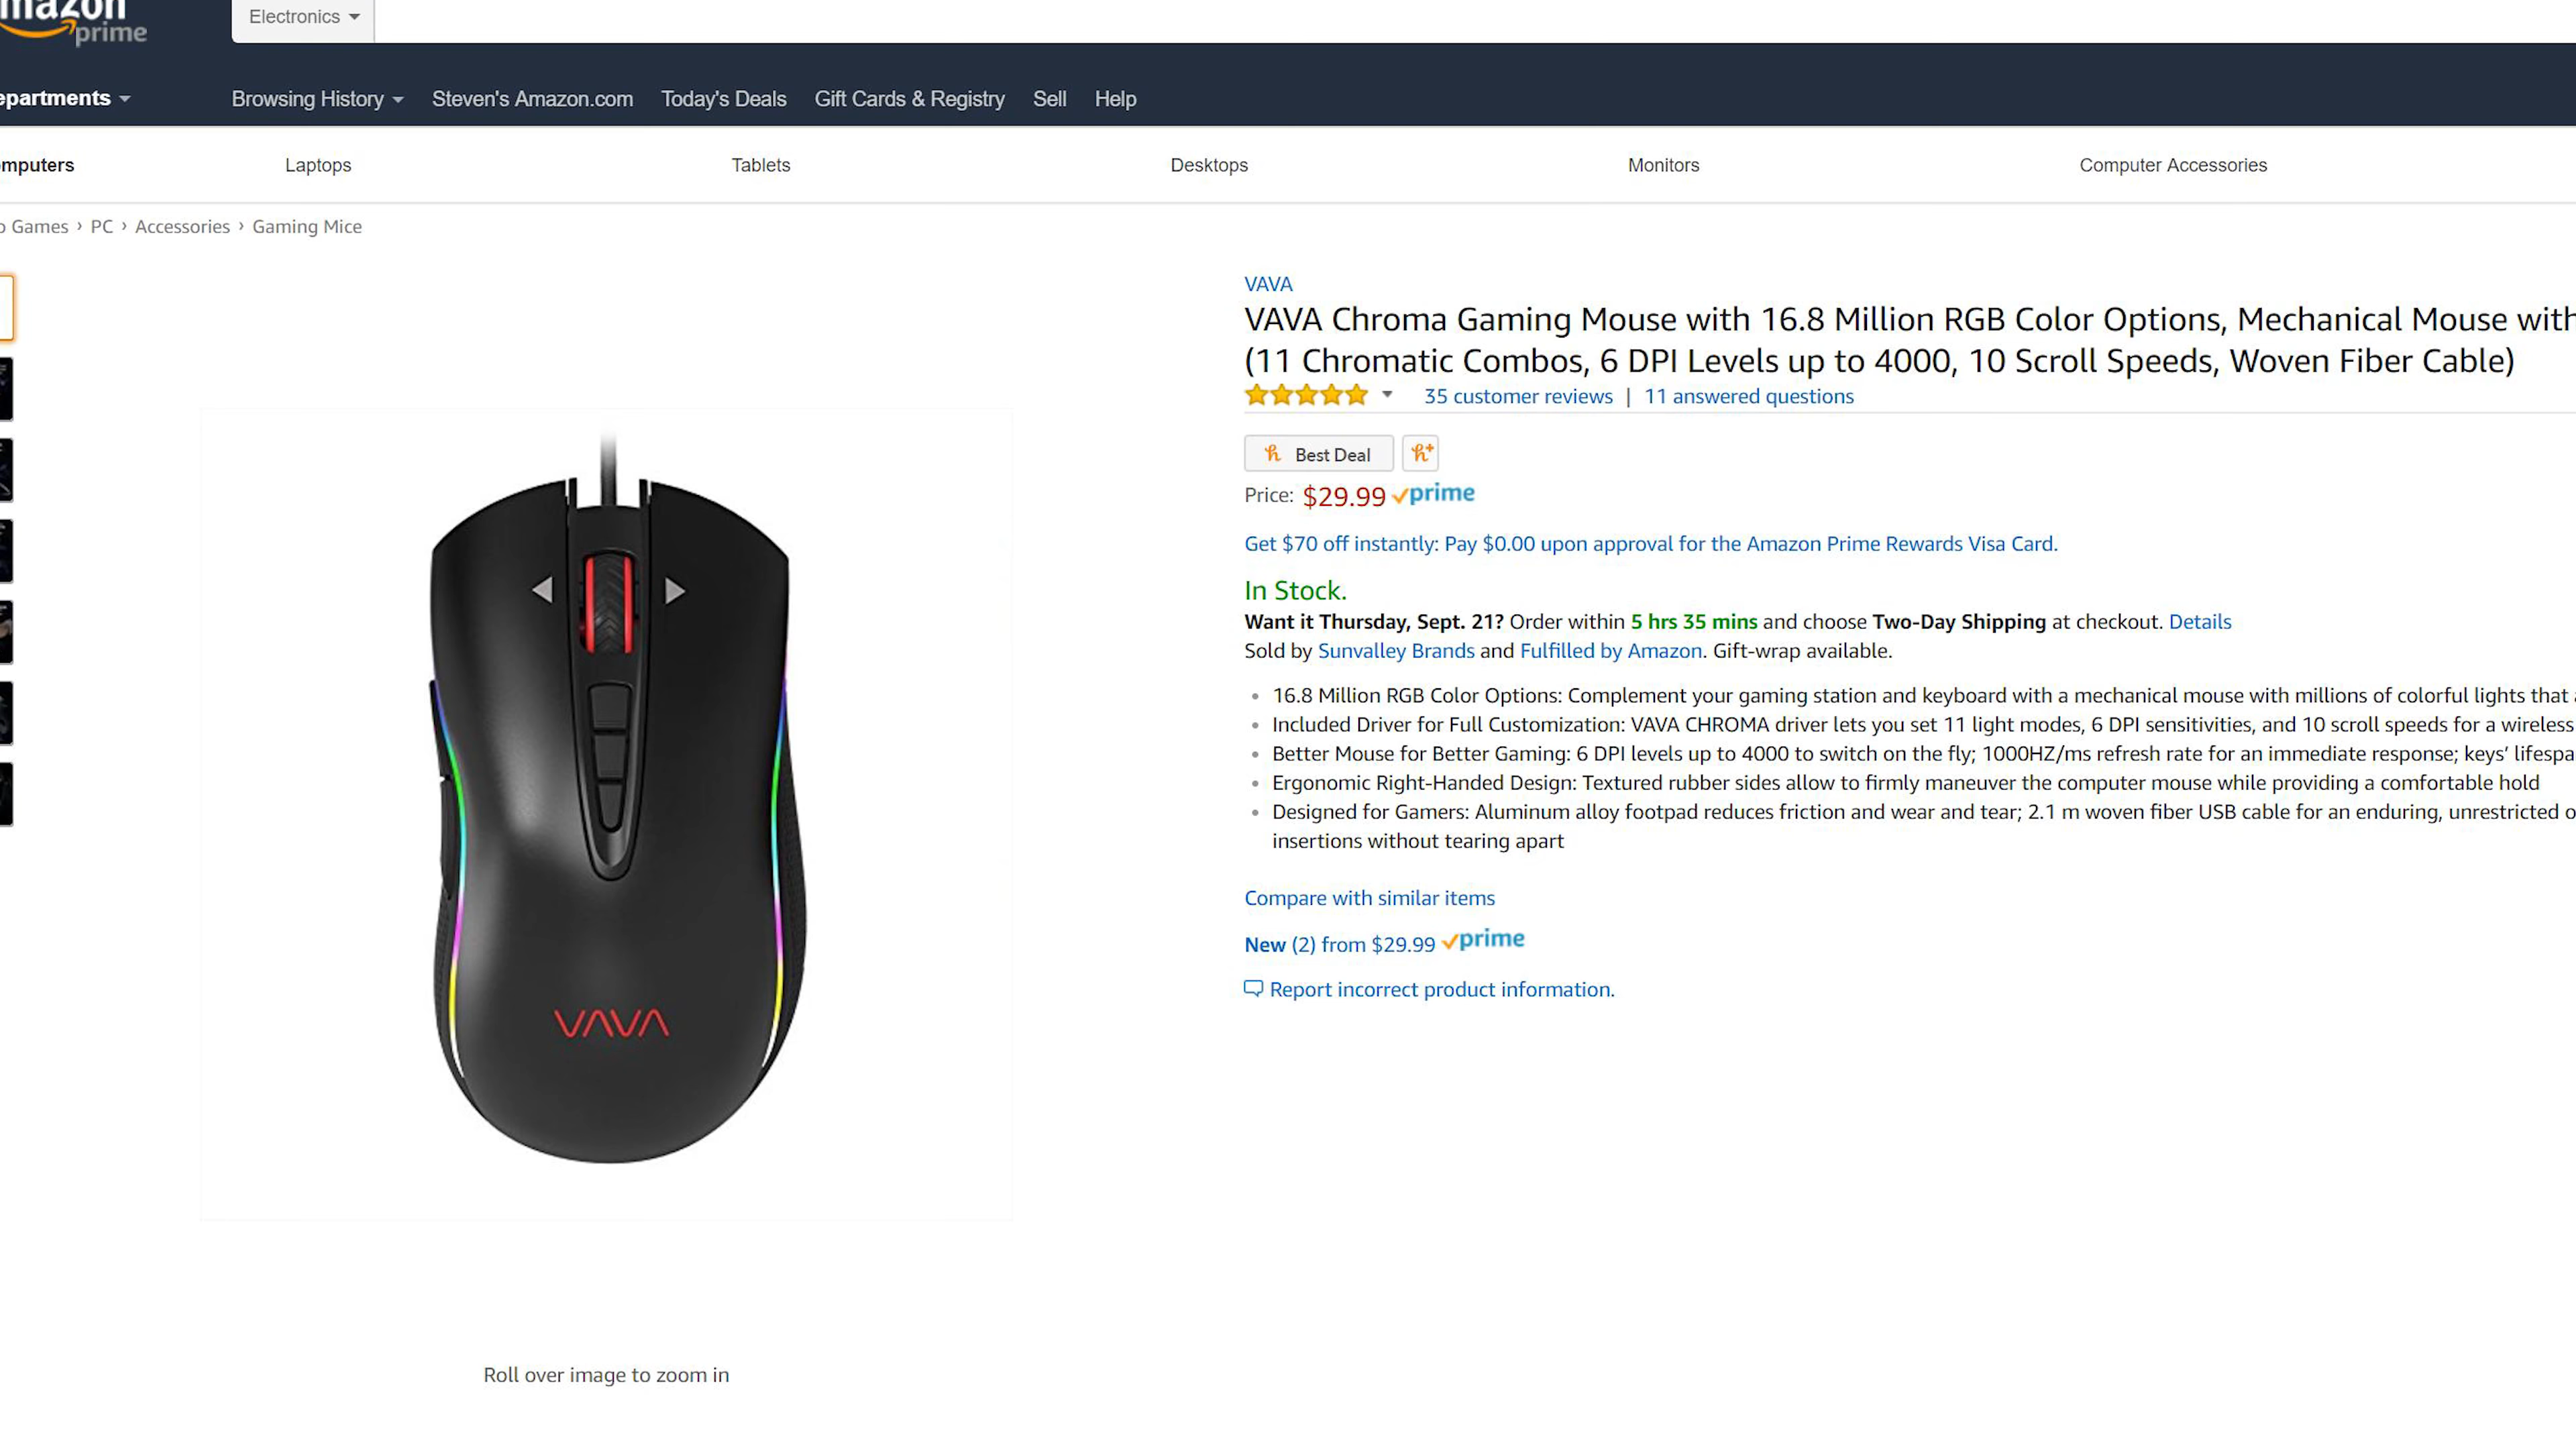 mazon
prime
Electronics
epartments
Browsing History
Steven's Amazon.com
Today's Deals
Gift Cards & Registry
Sell
Help
mputers
Laptops
Tablets
Desktops
Monitors
Computer Accessories
o Games › PC › Accessories › Gaming Mice
VAVA
VAVA Chroma Gaming Mouse with 16.8 Million RGB Color Options, Mechanical Mouse with
(11 Chromatic Combos, 6 DPI Levels up to 4000, 10 Scroll Speeds, Woven Fiber Cable)
35 customer reviews | 11 answered questions
Best Deal
Price: $29.99 prime
Get $70 off instantly: Pay $0.00 upon approval for the Amazon Prime Rewards Visa Card.
In Stock.
Want it Thursday, Sept. 21? Order within 5 hrs 35 mins and choose Two-Day Shipping at checkout. Details
Sold by Sunvalley Brands and Fulfilled by Amazon. Gift-wrap available.
16.8 Million RGB Color Options: Complement your gaming station and keyboard with a mechanical mouse with millions of colorful lights that
Included Driver for Full Customization: VAVA CHROMA driver lets you set 11 light modes, 6 DPI sensitivities, and 10 scroll speeds for a wireless
Better Mouse for Better Gaming: 6 DPI levels up to 4000 to switch on the fly; 1000HZ/ms refresh rate for an immediate response; keys' lifespa
Ergonomic Right-Handed Design: Textured rubber sides allow to firmly maneuver the computer mouse while providing a comfortable hold
Designed for Gamers: Aluminum alloy footpad reduces friction and wear and tear; 2.1 m woven fiber USB cable for an enduring, unrestricted o
insertions without tearing apart
Compare with similar items
New (2) from $29.99 prime
Report incorrect product information.
VAVA
Roll over image to zoom in